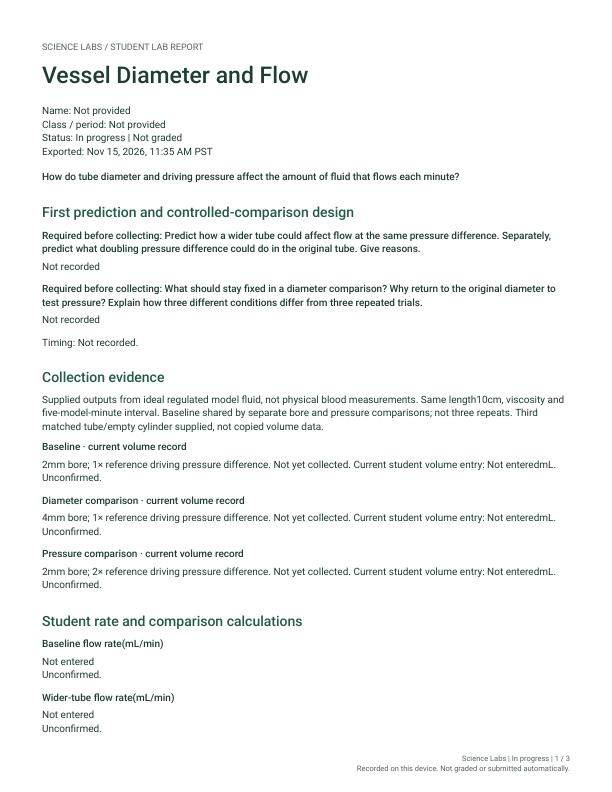 SCIENCE LABS / STUDENT LAB REPORT
Vessel Diameter and Flow
Name: Not provided
Class / period: Not provided
Status: In progress | Not graded
Exported: Nov 15, 2026, 11:35 AM PST
How do tube diameter and driving pressure affect the amount of fluid that flows each minute?
First prediction and controlled-comparison design
Required before collecting: Predict how a wider tube could affect flow at the same pressure difference. Separately,
predict what doubling pressure difference could do in the original tube. Give reasons.
Not recorded
Required before collecting: What should stay fixed in a diameter comparison? Why return to the original diameter to
test pressure? Explain how three different conditions differ from three repeated trials.
Not recorded
Timing: Not recorded.
Collection evidence
Supplied outputs from ideal regulated model fluid, not physical blood measurements. Same length10cm, viscosity and
five-model-minute interval. Baseline shared by separate bore and pressure comparisons; not three repeats. Third
matched tube/empty cylinder supplied, not copied volume data.
Baseline · current volume record
2mm bore; 1× reference driving pressure difference. Not yet collected. Current student volume entry: Not enteredmL.
Unconfirmed.
Diameter comparison · current volume record
4mm bore; 1× reference driving pressure difference. Not yet collected. Current student volume entry: Not enteredmL.
Unconfirmed.
Pressure comparison · current volume record
2mm bore; 2× reference driving pressure difference. Not yet collected. Current student volume entry: Not enteredmL.
Unconfirmed.
Student rate and comparison calculations
Baseline flow rate(mL/min)
Not entered
Unconfirmed.
Wider-tube flow rate(mL/min)
Not entered
Unconfirmed.
Science Labs | In progress | 1 / 3
Recorded on this device. Not graded or submitted automatically.